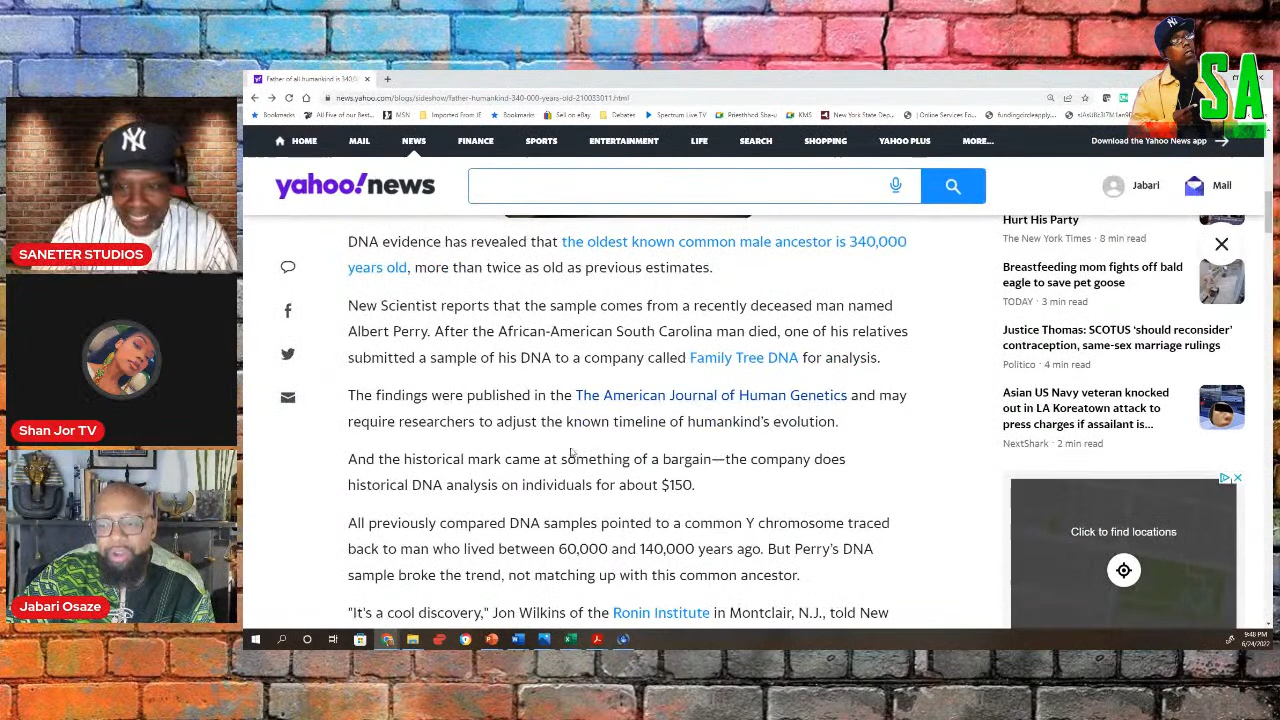 SA
Father of all humankind is 340,0
news.yahoo.com/blogs/sideshow/father-humankind-340-000-years-old-210033011.html
Bookmarks All Five of our Best... MSN Imported From IE Bookmarks Sell on eBay Debates Spectrum Live TV Priesthhod Sba-u KMS New York State Dep... Online Services Fo... fundingcircleapply...
HOME MAIL NEWS FINANCE SPORTS ENTERTAINMENT LIFE SEARCH SHOPPING YAHOO PLUS MORE... Download the Yahoo News app
yahoo!news
Jabari Mail
DNA evidence has revealed that the oldest known common male ancestor is 340,000
years old, more than twice as old as previous estimates.
New Scientist reports that the sample comes from a recently deceased man named
Albert Perry. After the African-American South Carolina man died, one of his relatives
submitted a sample of his DNA to a company called Family Tree DNA for analysis.
The findings were published in the The American Journal of Human Genetics and may
require researchers to adjust the known timeline of humankind's evolution.
And the historical mark came at something of a bargain—the company does
historical DNA analysis on individuals for about $150.
All previously compared DNA samples pointed to a common Y chromosome traced
back to man who lived between 60,000 and 140,000 years ago. But Perry's DNA
sample broke the trend, not matching up with this common ancestor.
"It's a cool discovery," Jon Wilkins of the Ronin Institute in Montclair, N.J., told New
Hurt His Party
The New York Times · 8 min read
Breastfeeding mom fights off bald
eagle to save pet goose
TODAY · 3 min read
Justice Thomas: SCOTUS 'should reconsider'
contraception, same-sex marriage rulings
Politico · 4 min read
Asian US Navy veteran knocked
out in LA Koreatown attack to
press charges if assailant is...
NextShark · 2 min read
Click to find locations
9:48 PM
6/24/2022
NY
SANETER STUDIOS
Shan Jor TV
Jabari Osaze